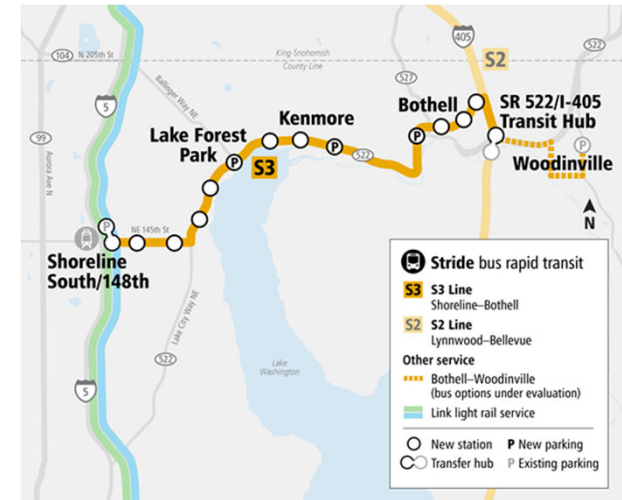 104
N 205th St
King-Snohomish
County Line
405
S2
522
5
527
99
Aurora Ave N
Ballinger Way NE
Kenmore
Bothell
SR 522/I-405
Transit Hub
Lake Forest
Park
P
S3
P
522
P
P
Woodinville
N
P
NE 145th St
Shoreline
South/148th
Lake City Way NE
522
Lake
Washington
5
Stride bus rapid transit
S3 S3 Line
Shoreline–Bothell
S2 S2 Line
Lynnwood–Bellevue
Other service
Bothell–Woodinville
(bus options under evaluation)
Link light rail service
New station P New parking
Transfer hub P Existing parking